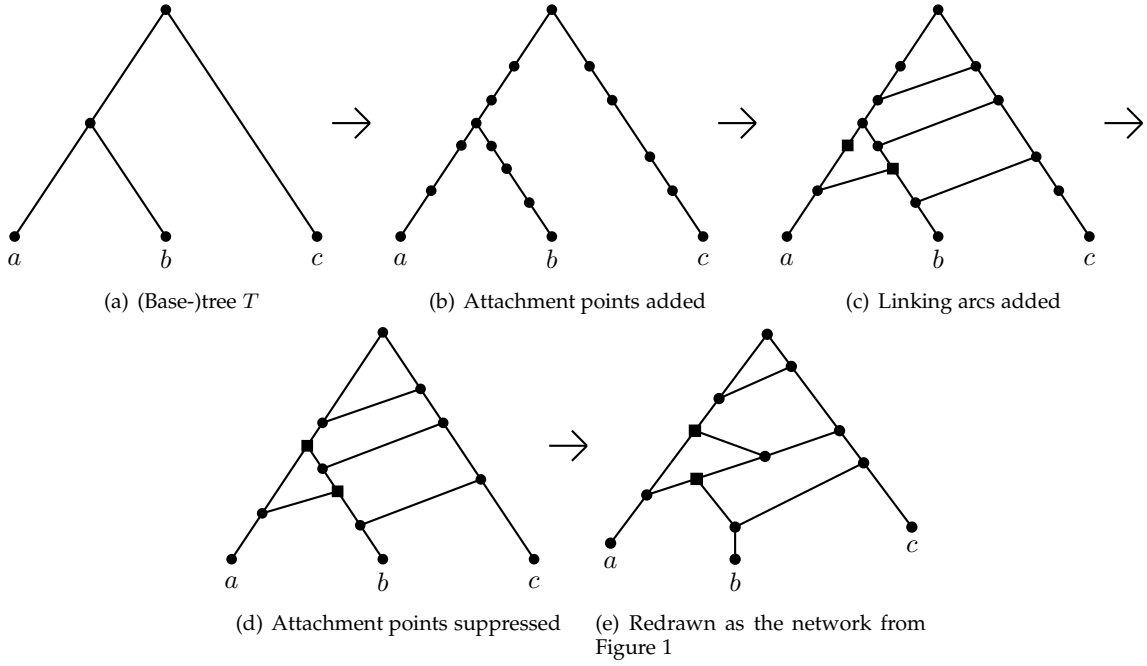 a b c
a b c
a b c
(a) (Base-)tree T
(b) Attachment points added
(c) Linking arcs added
a b c
a b c
(d) Attachment points suppressed
(e) Redrawn as the network from
Figure 1